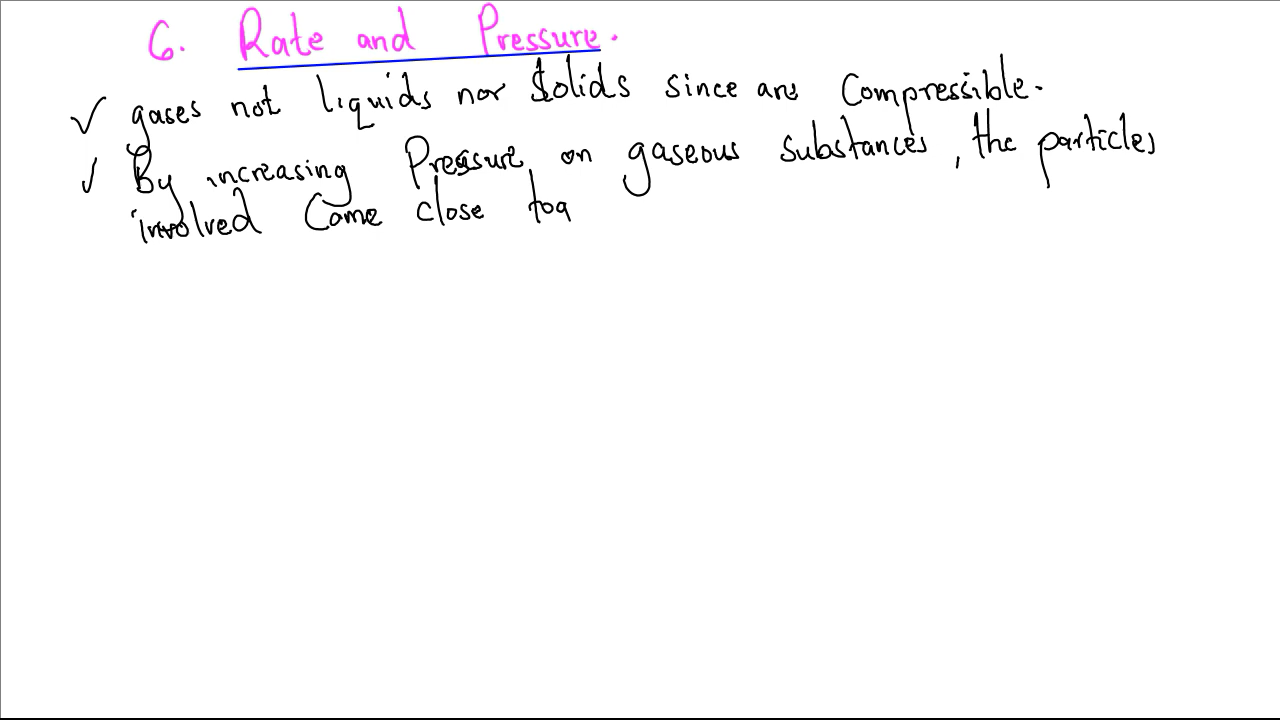 6. Rate and Pressure.
✓ gases not liquids nor solids since are compressible.
✓ By increasing Pressure on gaseous substances, the particles
involved Come close tog